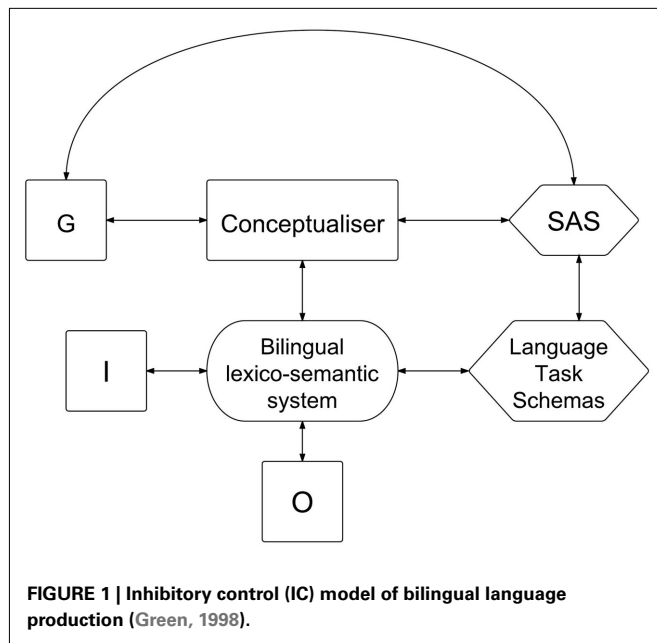 G
Conceptualiser
SAS
I
Bilingual
lexico-semantic
system
Language
Task
Schemas
O
FIGURE 1 | Inhibitory control (IC) model of bilingual language
production (Green, 1998).